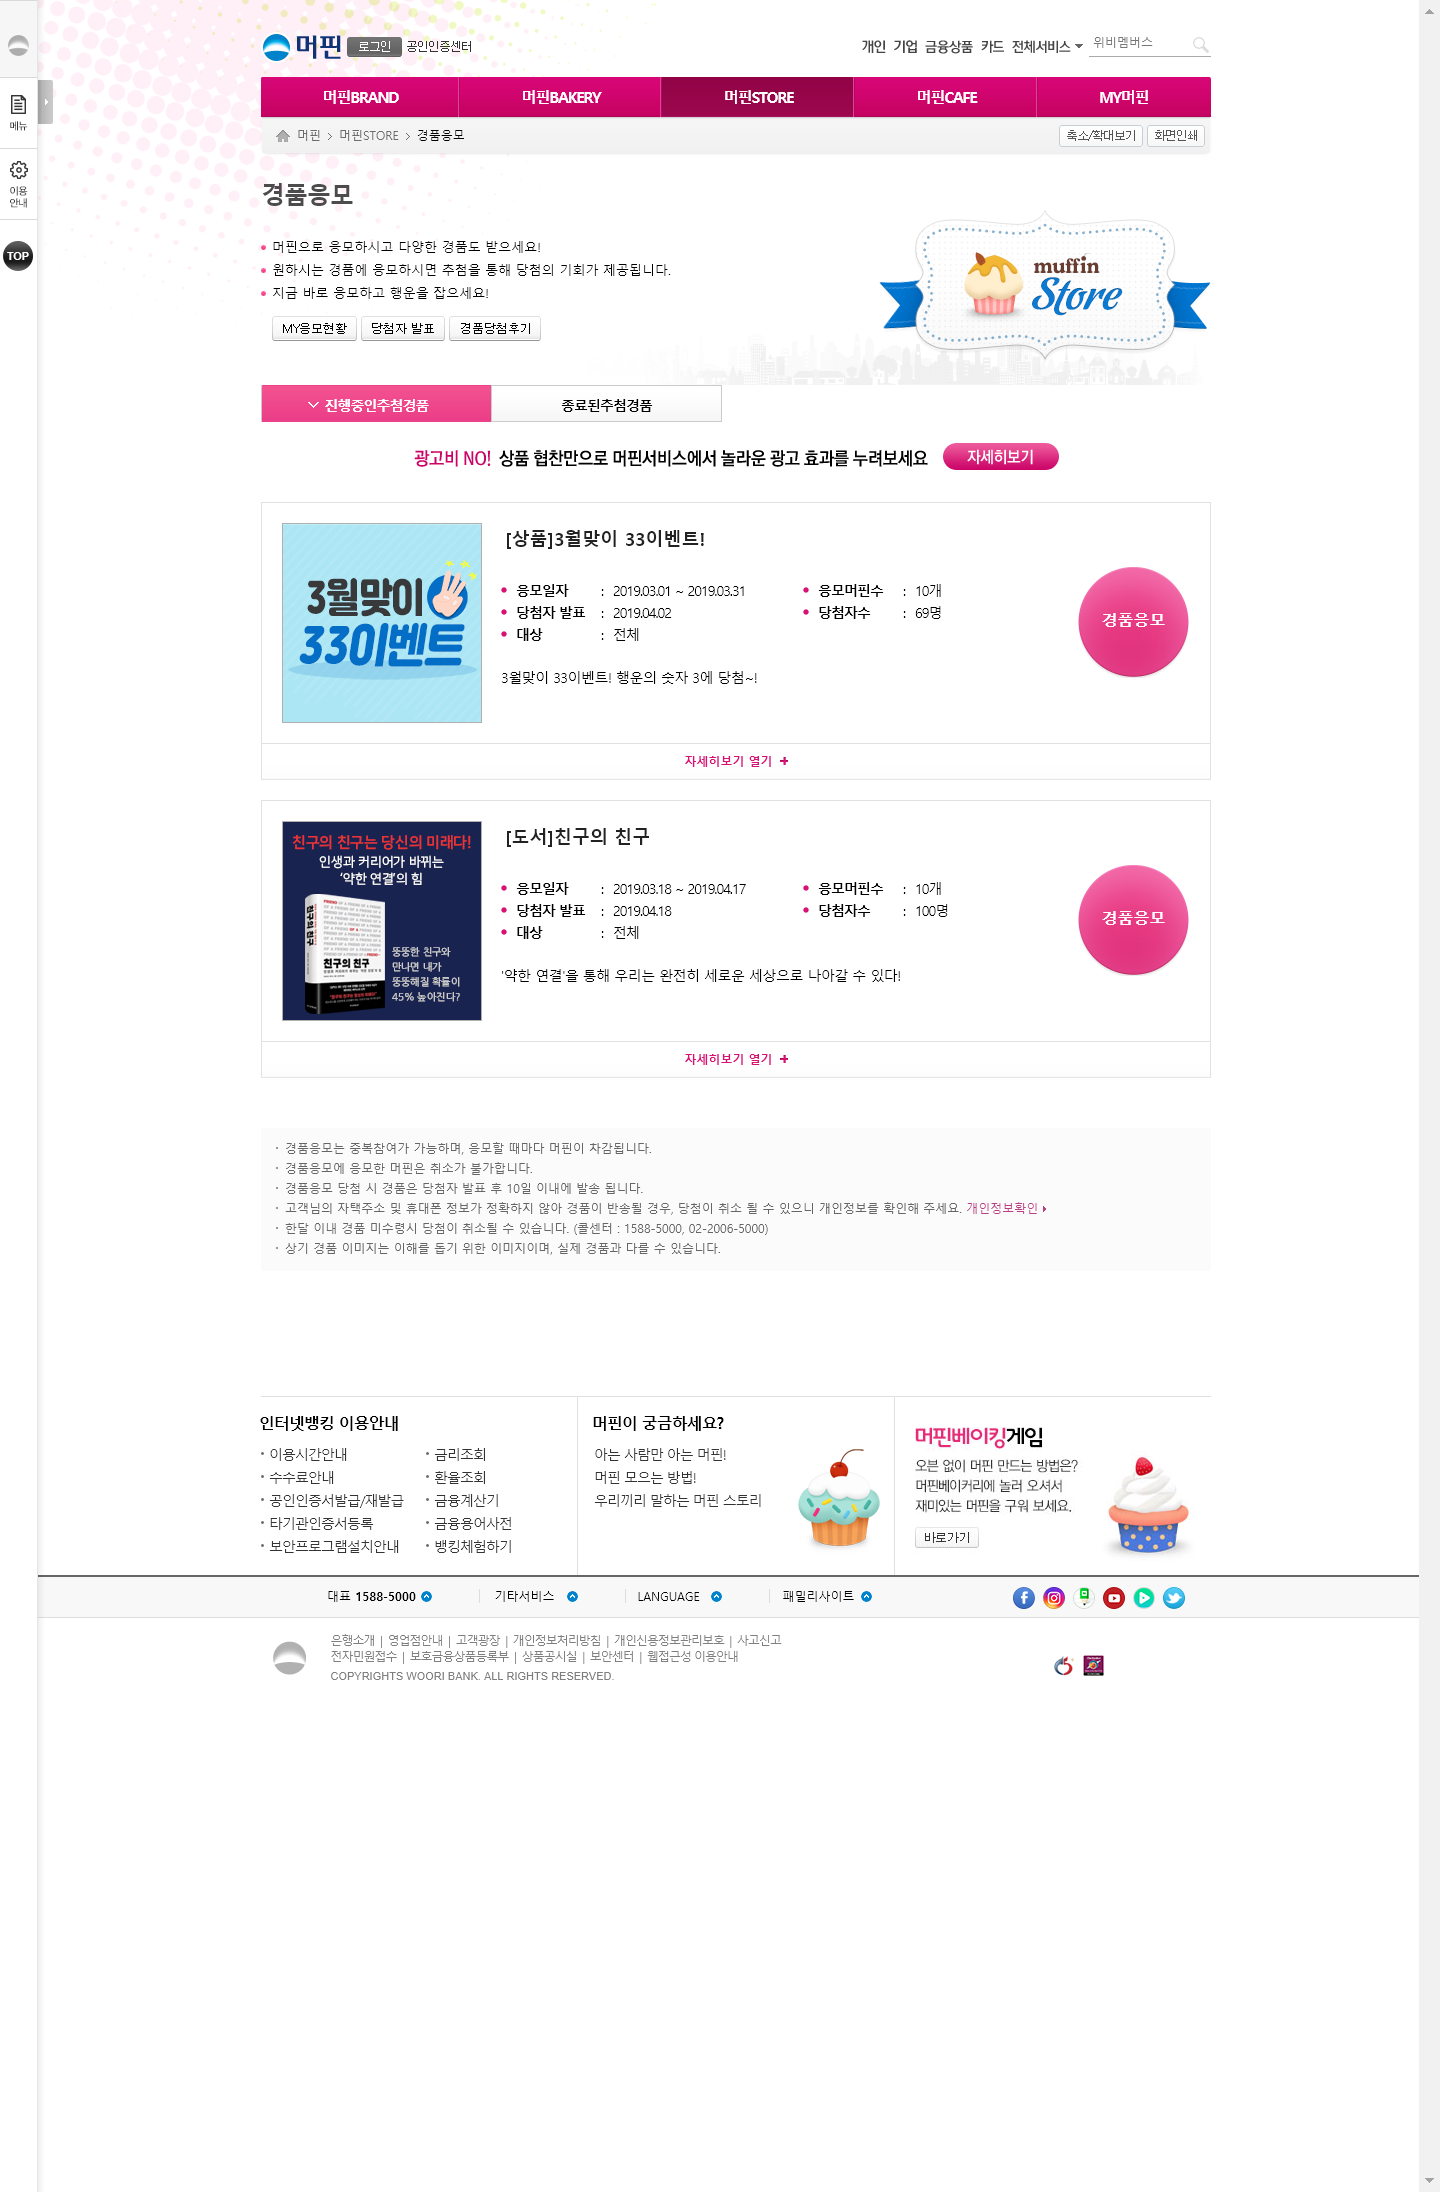 머핀 로그인 공인인증센터
개인 기업 금융상품 카드 전체서비스 위비멤버스
메뉴
이용
안내
TOP
머핀BRAND 머핀BAKERY 머핀STORE 머핀CAFE MY머핀
머핀 > 머핀STORE > 경품응모
축소/확대보기 화면인쇄
경품응모
머핀으로 응모하시고 다양한 경품도 받으세요!
원하시는 경품에 응모하시면 추첨을 통해 당첨의 기회가 제공됩니다.
지금 바로 응모하고 행운을 잡으세요!
MY응모현황 당첨자 발표 경품당첨후기
muffin
Store
진행중인추첨경품 종료된추첨경품
광고비 NO! 상품 협찬만으로 머핀서비스에서 놀라운 광고 효과를 누려보세요 자세히보기
3월맞이
33이벤트
[상품]3월맞이 33이벤트!
응모일자 : 2019.03.01 ~ 2019.03.31 응모머핀수 : 10개
당첨자 발표 : 2019.04.02 당첨자수 : 69명
대상 : 전체
3월맞이 33이벤트! 행운의 숫자 3에 당첨~!
경품응모
자세히보기 열기 +
친구의 친구는 당신의 미래다!
인생과 커리어가 바뀌는
'약한 연결'의 힘
친구의 친구
친구의 친구
뚱뚱한 친구와
만나면 내가
뚱뚱해질 확률이
45% 높아진다?
[도서]친구의 친구
응모일자 : 2019.03.18 ~ 2019.04.17 응모머핀수 : 10개
당첨자 발표 : 2019.04.18 당첨자수 : 100명
대상 : 전체
'약한 연결'을 통해 우리는 완전히 세로운 세상으로 나아갈 수 있다!
경품응모
자세히보기 열기 +
· 경품응모는 중복참여가 가능하며, 응모할 때마다 머핀이 차감됩니다.
· 경품응모에 응모한 머핀은 취소가 불가합니다.
· 경품응모 당첨 시 경품은 당첨자 발표 후 10일 이내에 발송 됩니다.
· 고객님의 자택주소 및 휴대폰 정보가 정확하지 않아 경품이 반송될 경우, 당첨이 취소 될 수 있으니 개인정보를 확인해 주세요. 개인정보확인
· 한달 이내 경품 미수령시 당첨이 취소될 수 있습니다. (콜센터 : 1588-5000, 02-2006-5000)
· 상기 경품 이미지는 이해를 돕기 위한 이미지이며, 실제 경품과 다를 수 있습니다.
인터넷뱅킹 이용안내
· 이용시간안내 · 금리조회
· 수수료안내 · 환율조회
· 공인인증서발급/재발급 · 금융계산기
· 타기관인증서등록 · 금융용어사전
· 보안프로그램설치안내 · 뱅킹체험하기
머핀이 궁금하세요?
아는 사람만 아는 머핀!
머핀 모으는 방법!
우리끼리 말하는 머핀 스토리
머핀베이킹게임
오븐 없이 머핀 만드는 방법은?
머핀베이커리에 놀러 오셔서
재미있는 머핀을 구워 보세요.
바로가기
대표 1588-5000 기타서비스 LANGUAGE 패밀리사이트
은행소개 | 영업점안내 | 고객광장 | 개인정보처리방침 | 개인신용정보관리보호 | 사고신고
전자민원접수 | 보호금융상품등록부 | 상품공시실 | 보안센터 | 웹접근성 이용안내
COPYRIGHTS WOORI BANK. ALL RIGHTS RESERVED.